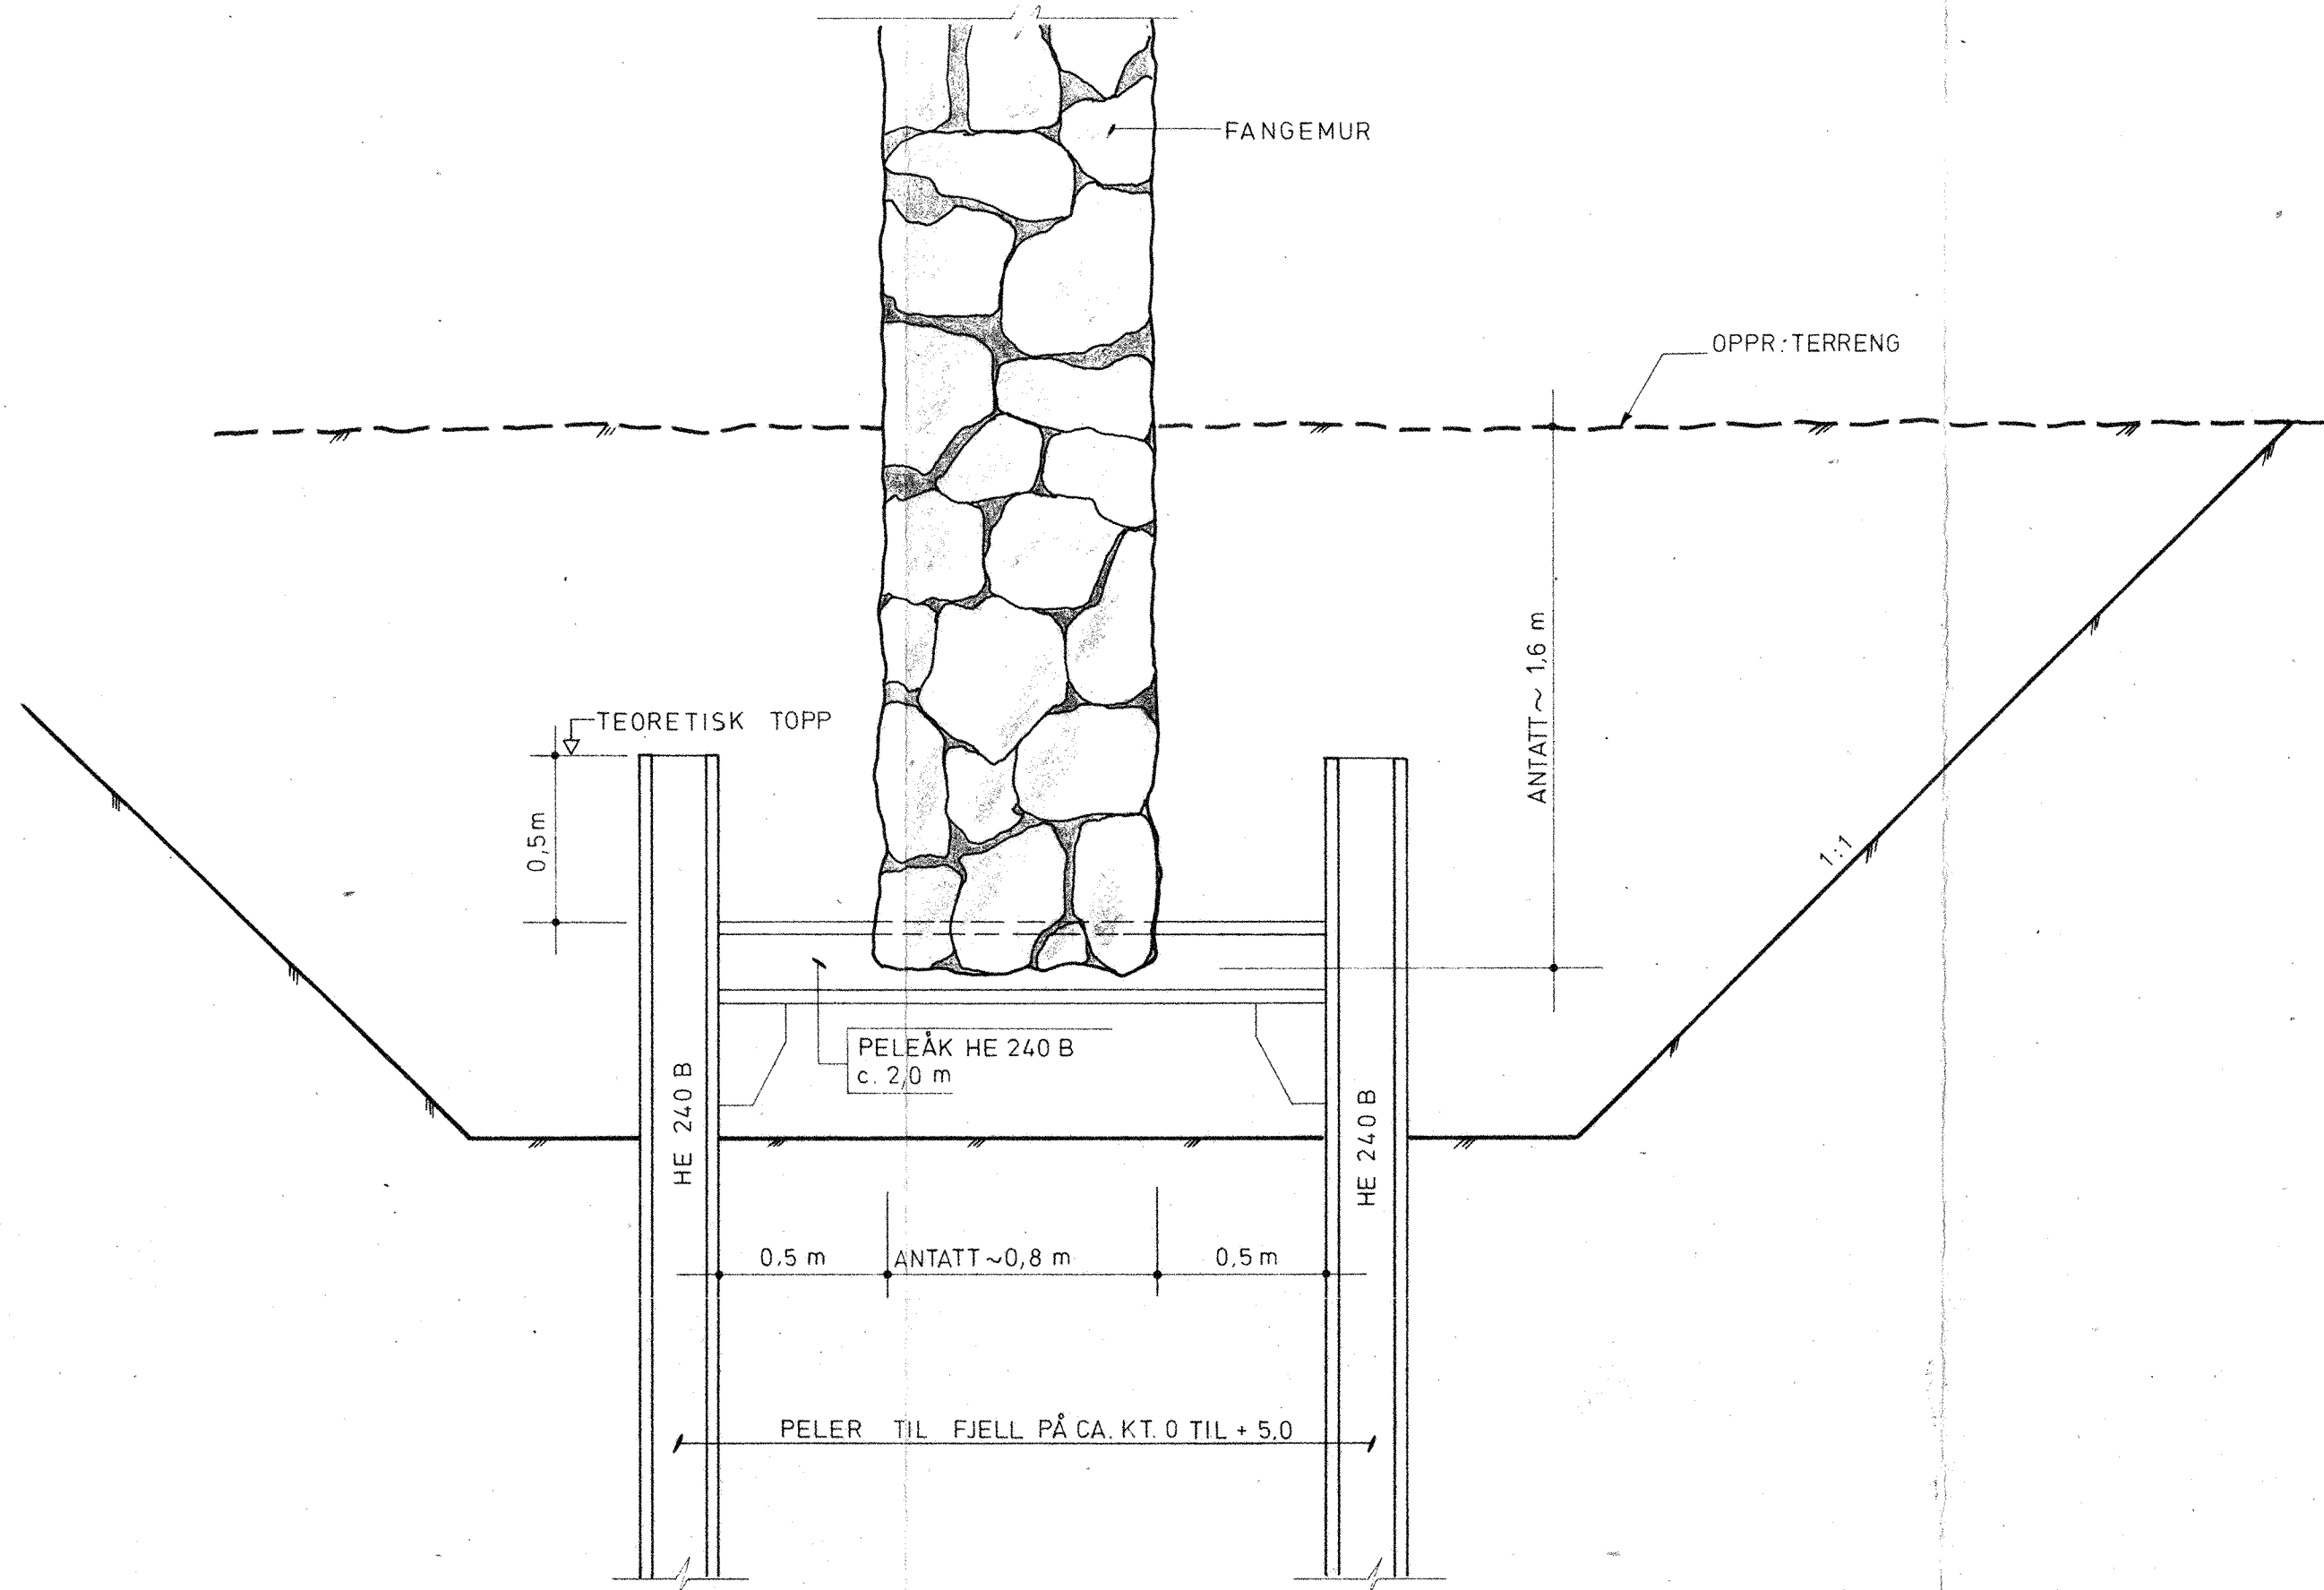 FANGEMUR
OPPR. TERRENG
TEORETISK TOPP
ANTATT ~ 1,6 m
0,5 m
1:1
PELEÅK HE 240 B
c. 2,0 m
HE 240 B
HE 240 B
0,5 m
ANTATT ~0,8 m
0,5 m
PELER TIL FJELL PÅ CA. KT. 0 TIL + 5,0